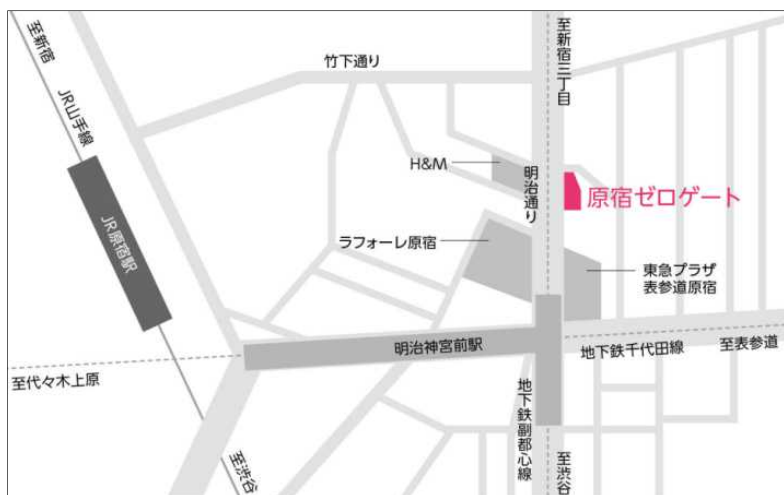 至新宿
JR山手線
JR原宿駅
至渋谷
竹下通り
至新宿三丁目
H&M
明治通り
原宿ゼロゲート
ラフォーレ原宿
東急プラザ
表参道原宿
明治神宮前駅
地下鉄千代田線
至表参道
至代々木上原
地下鉄副都心線
至渋谷